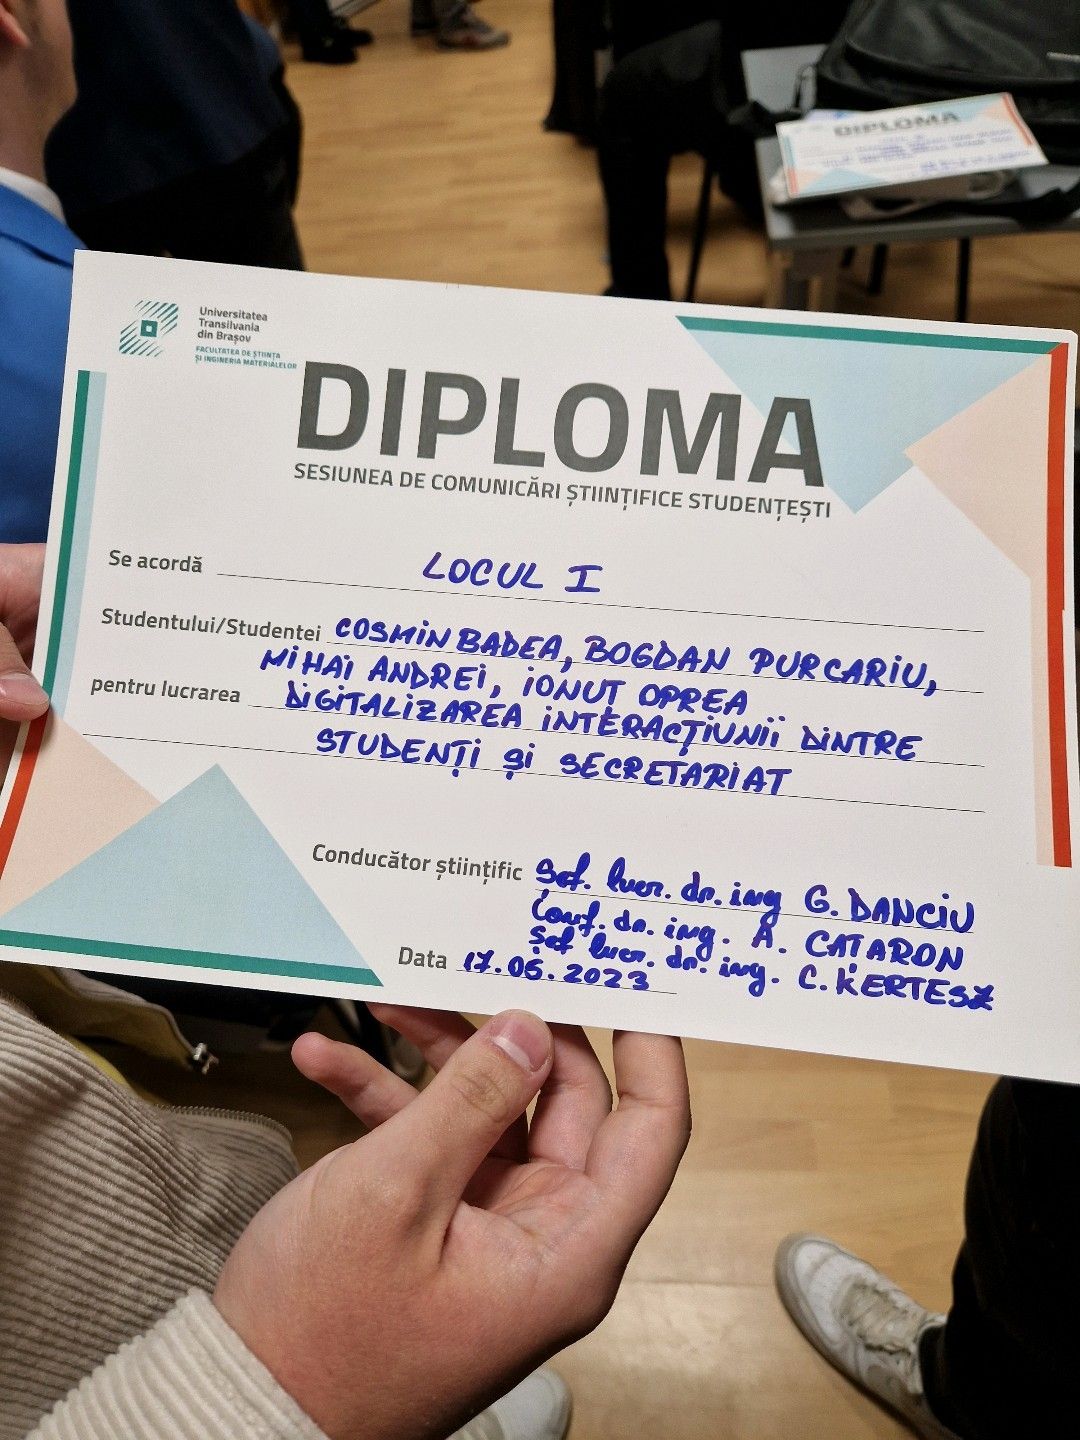 DIPLOMA
Universitatea
Transilvania
din Brașov
FACULTATEA DE ȘTIINȚA
ȘI INGINERIA MATERIALELOR
DIPLOMA
SESIUNEA DE COMUNICĂRI ȘTIINȚIFICE STUDENȚEȘTI
Se acordă LOCUL I
Studentului/Studentei COSMIN BADEA, BOGDAN PURCARIU,
MIHAI ANDREI, IONUȚ OPREA
pentru lucrarea DIGITALIZAREA INTERACȚIUNII DINTRE
STUDENȚI ȘI SECRETARIAT
Conducător științific Șef. lucr. dr. ing G. DANCIU
Conf. dr. ing. A. CATARON
Șef lucr. dr. ing. C. KERTESZ
Data 17.05.2023